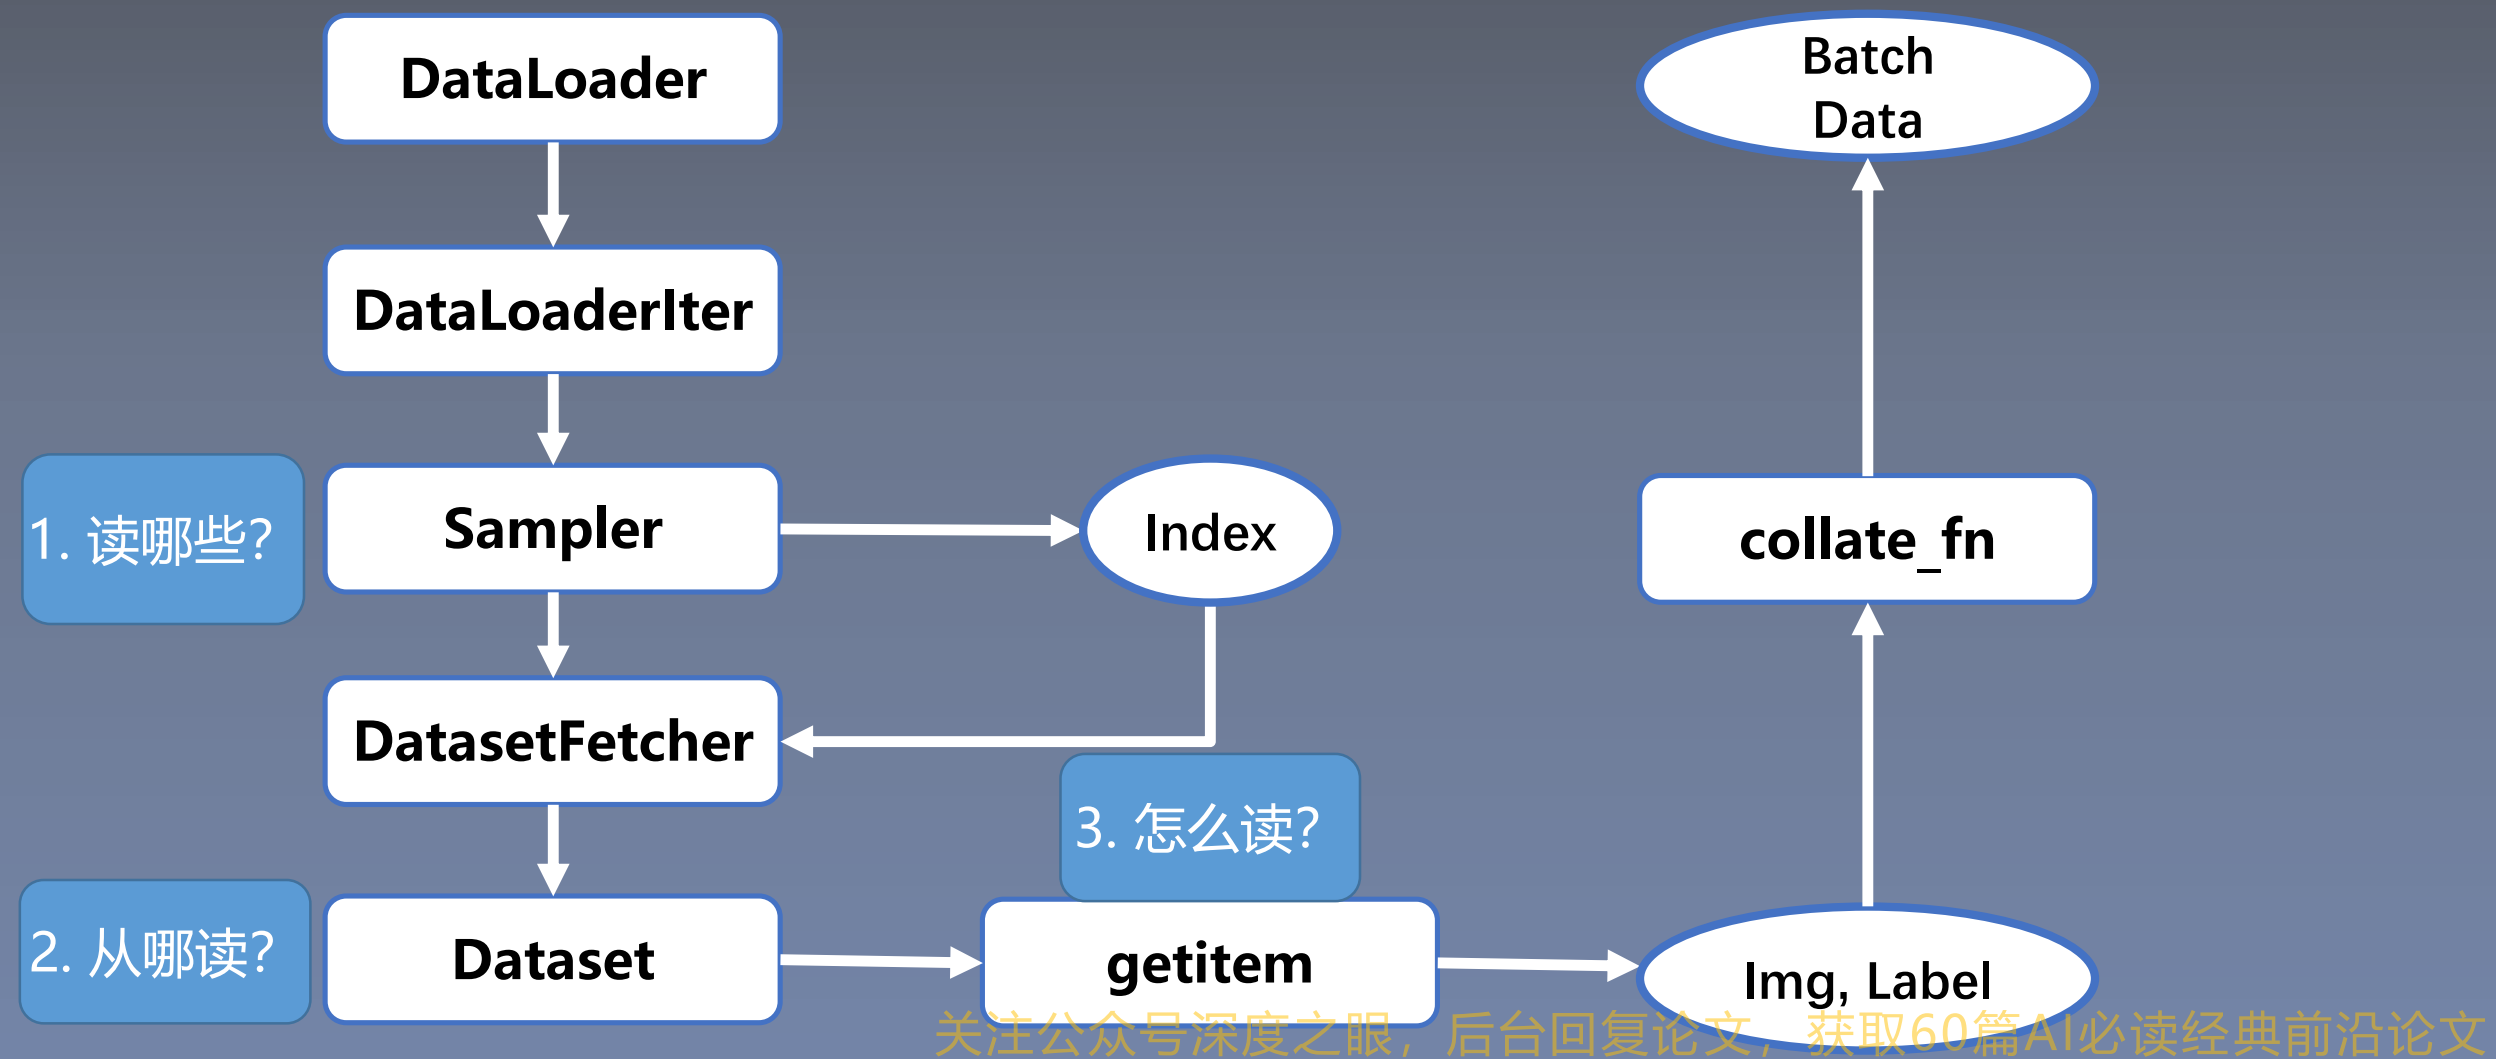 DataLoader
DataLoaderIter
1. 读哪些?
Sampler
Index
DatasetFetcher
2. 从哪读?
Dataset
3. 怎么读?
getitem
Img, Label
collate_fn
Batch
Data
关注公众号深度之眼，后台回复论文，获取60篇AI必读经典前沿论文